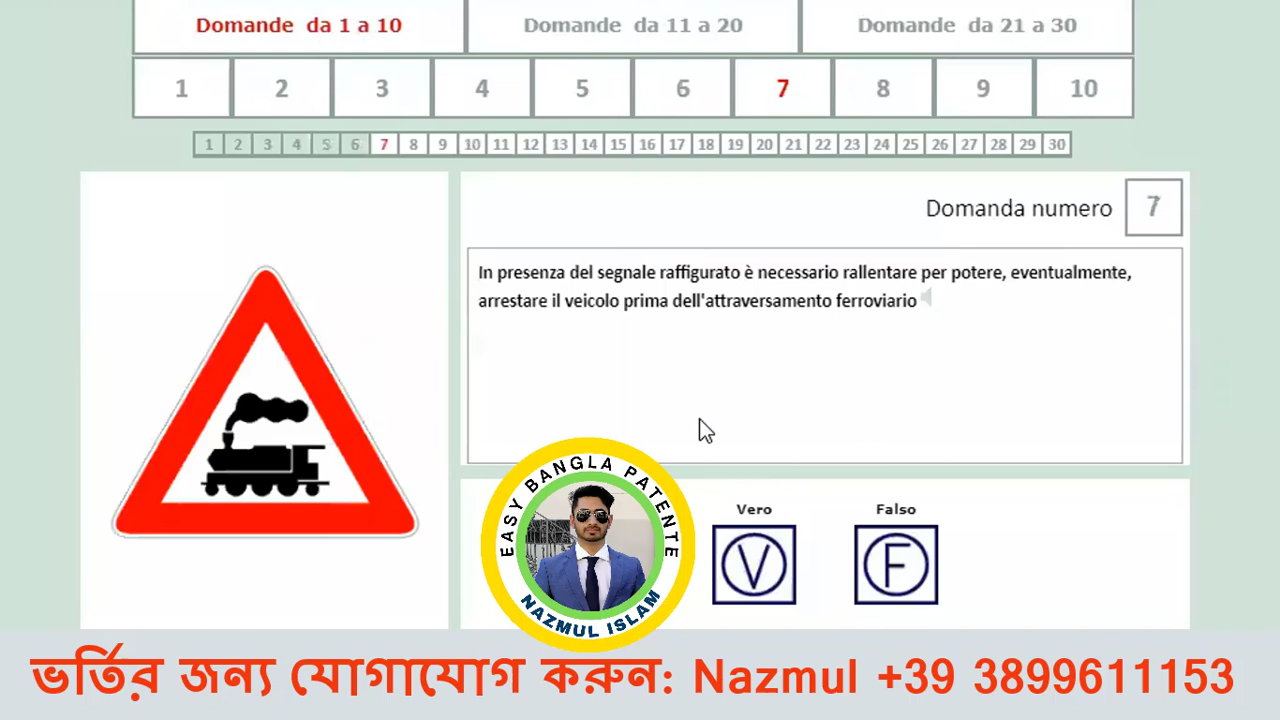 Domande da 1 a 10 Domande da 11 a 20 Domande da 21 a 30
1 2 3 4 5 6 7 8 9 10
1 2 3 4 5 6 7 8 9 10 11 12 13 14 15 16 17 18 19 20 21 22 23 24 25 26 27 28 29 30
Domanda numero 7
In presenza del segnale raffigurato è necessario rallentare per potere, eventualmente,
arrestare il veicolo prima dell'attraversamento ferroviario
EASY BANGLA PATENTE
NAZMUL ISLAM
Vero Falso
V F
ভর্তির জন্য যোগাযোগ করুন: Nazmul +39 3899611153